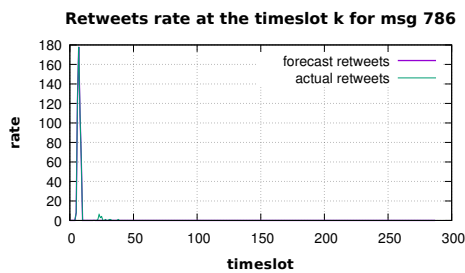 Retweets rate at the timeslot k for msg 786
rate
180
160
140
120
100
80
60
40
20
0
forecast retweets
actual retweets
0 50 100 150 200 250 300
timeslot